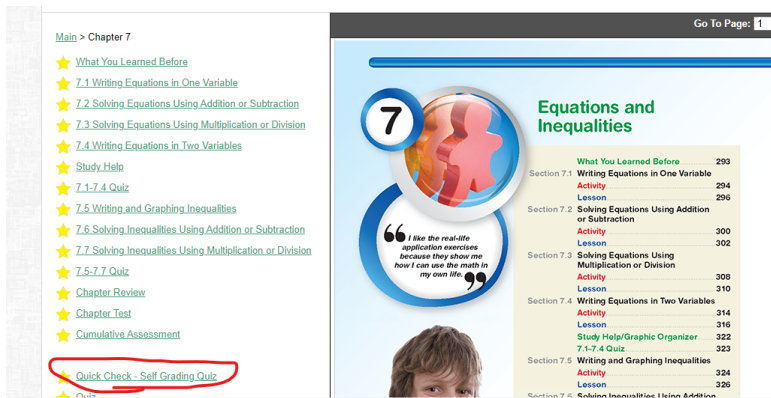 Go To Page: 1
Main > Chapter 7
What You Learned Before
7.1 Writing Equations in One Variable
7.2 Solving Equations Using Addition or Subtraction
7.3 Solving Equations Using Multiplication or Division
7.4 Writing Equations in Two Variables
Study Help
7.1-7.4 Quiz
7.5 Writing and Graphing Inequalities
7.6 Solving Inequalities Using Addition or Subtraction
7.7 Solving Inequalities Using Multiplication or Division
7.5-7.7 Quiz
Chapter Review
Chapter Test
Cumulative Assessment
Quick Check - Self Grading Quiz
Quiz
7
Equations and
Inequalities
“I like the real-life
application exercises
because they show me
how I can use the math in
my own life.”
What You Learned Before 293
Section 7.1 Writing Equations in One Variable
Activity 294
Lesson 296
Section 7.2 Solving Equations Using Addition
or Subtraction
Activity 300
Lesson 302
Section 7.3 Solving Equations Using
Multiplication or Division
Activity 308
Lesson 310
Section 7.4 Writing Equations in Two Variables
Activity 314
Lesson 316
Study Help/Graphic Organizer 322
7.1–7.4 Quiz 323
Section 7.5 Writing and Graphing Inequalities
Activity 324
Lesson 326
Section 7.6 Solving Inequalities Using Addition